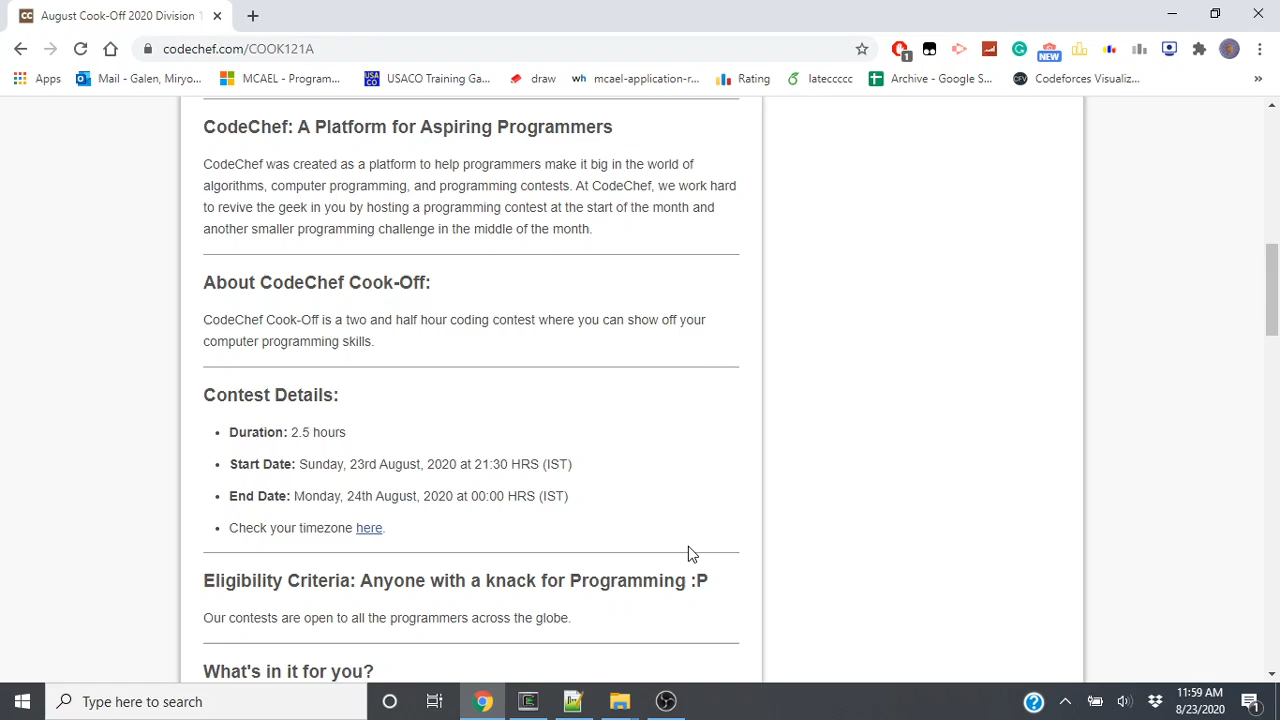 August Cook-Off 2020 Division
codechef.com/COOK121A
1
NEW
Apps
Mail - Galen, Miryo...
MCAEL - Program...
USACO Training Ga...
draw
wh mcael-application-r...
Rating
lateccccc
Archive - Google S...
CFV Codeforces Visualiz...
»
CodeChef: A Platform for Aspiring Programmers
CodeChef was created as a platform to help programmers make it big in the world of
algorithms, computer programming, and programming contests. At CodeChef, we work hard
to revive the geek in you by hosting a programming contest at the start of the month and
another smaller programming challenge in the middle of the month.
About CodeChef Cook-Off:
CodeChef Cook-Off is a two and half hour coding contest where you can show off your
computer programming skills.
Contest Details:
• Duration: 2.5 hours
• Start Date: Sunday, 23rd August, 2020 at 21:30 HRS (IST)
• End Date: Monday, 24th August, 2020 at 00:00 HRS (IST)
• Check your timezone here.
Eligibility Criteria: Anyone with a knack for Programming :P
Our contests are open to all the programmers across the globe.
What's in it for you?
Type here to search
11:59 AM
8/23/2020
1